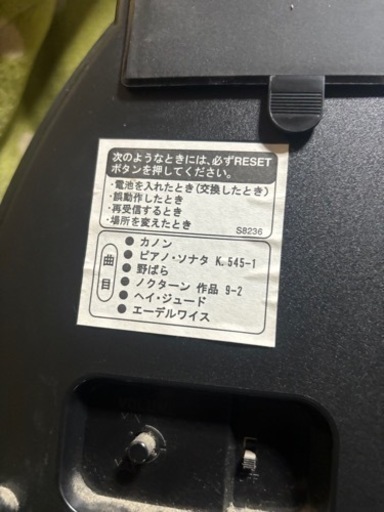 次のようなときには、必ずRESET
ボタンを押してください。
・電池を入れたとき(交換したとき)
・誤動作したとき
・再受信するとき
・場所を変えたとき
S8236
曲目
● カノン
● ピアノ・ソナタ K.545-1
● 野ばら
● ノクターン 作品 9-2
● ヘイ・ジュード
● エーデルワイス